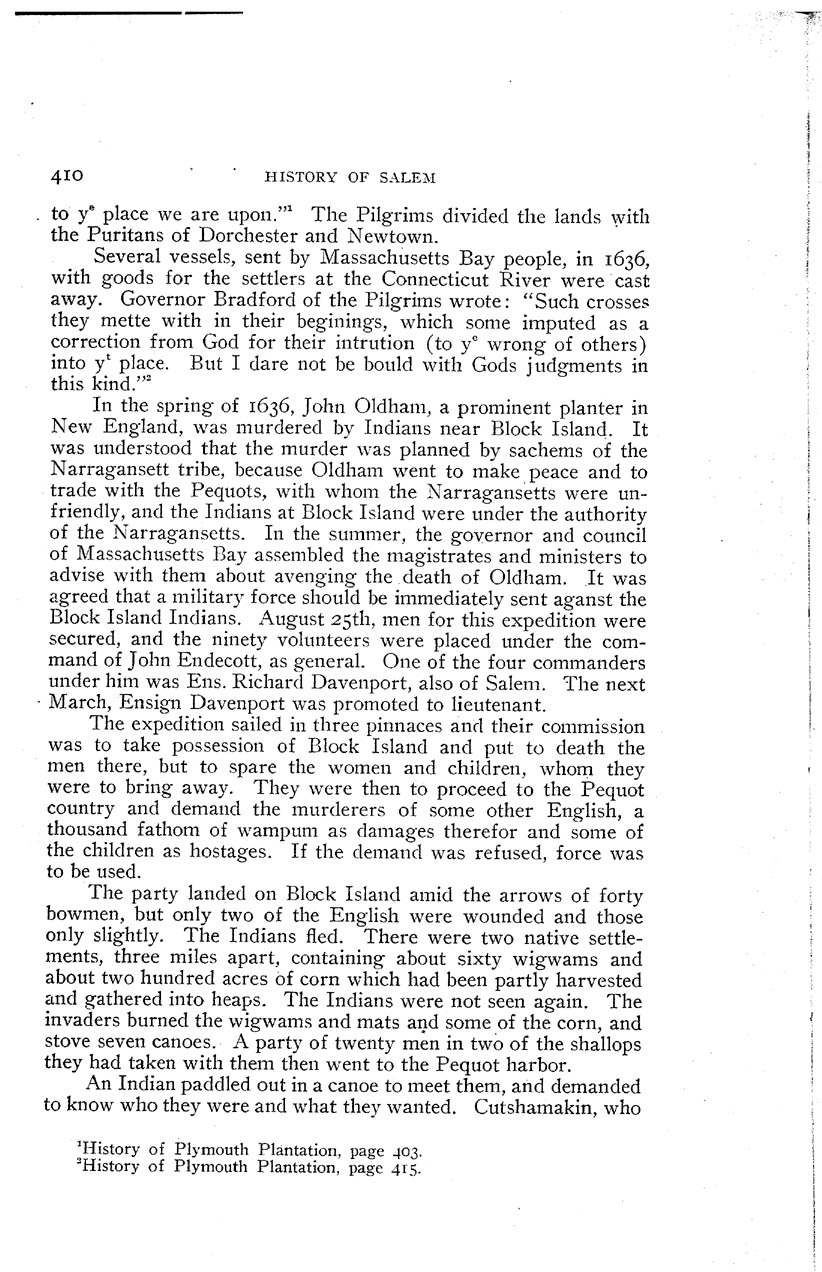 410 HISTORY OF SALEM
to yᵉ place we are upon."¹ The Pilgrims divided the lands with
the Puritans of Dorchester and Newtown.
Several vessels, sent by Massachusetts Bay people, in 1636,
with goods for the settlers at the Connecticut River were cast
away. Governor Bradford of the Pilgrims wrote: "Such crosses
they mette with in their beginings, which some imputed as a
correction from God for their intrution (to yᵉ wrong of others)
into yᵗ place. But I dare not be bould with Gods judgments in
this kind."²
In the spring of 1636, John Oldham, a prominent planter in
New England, was murdered by Indians near Block Island. It
was understood that the murder was planned by sachems of the
Narragansett tribe, because Oldham went to make peace and to
trade with the Pequots, with whom the Narragansetts were un-
friendly, and the Indians at Block Island were under the authority
of the Narragansetts. In the summer, the governor and council
of Massachusetts Bay assembled the magistrates and ministers to
advise with them about avenging the death of Oldham. It was
agreed that a military force should be immediately sent aganst the
Block Island Indians. August 25th, men for this expedition were
secured, and the ninety volunteers were placed under the com-
mand of John Endecott, as general. One of the four commanders
under him was Ens. Richard Davenport, also of Salem. The next
March, Ensign Davenport was promoted to lieutenant.
The expedition sailed in three pinnaces and their commission
was to take possession of Block Island and put to death the
men there, but to spare the women and children, whom they
were to bring away. They were then to proceed to the Pequot
country and demand the murderers of some other English, a
thousand fathom of wampum as damages therefor and some of
the children as hostages. If the demand was refused, force was
to be used.
The party landed on Block Island amid the arrows of forty
bowmen, but only two of the English were wounded and those
only slightly. The Indians fled. There were two native settle-
ments, three miles apart, containing about sixty wigwams and
about two hundred acres of corn which had been partly harvested
and gathered into heaps. The Indians were not seen again. The
invaders burned the wigwams and mats and some of the corn, and
stove seven canoes. A party of twenty men in two of the shallops
they had taken with them then went to the Pequot harbor.
An Indian paddled out in a canoe to meet them, and demanded
to know who they were and what they wanted. Cutshamakin, who
¹History of Plymouth Plantation, page 403.
²History of Plymouth Plantation, page 415.